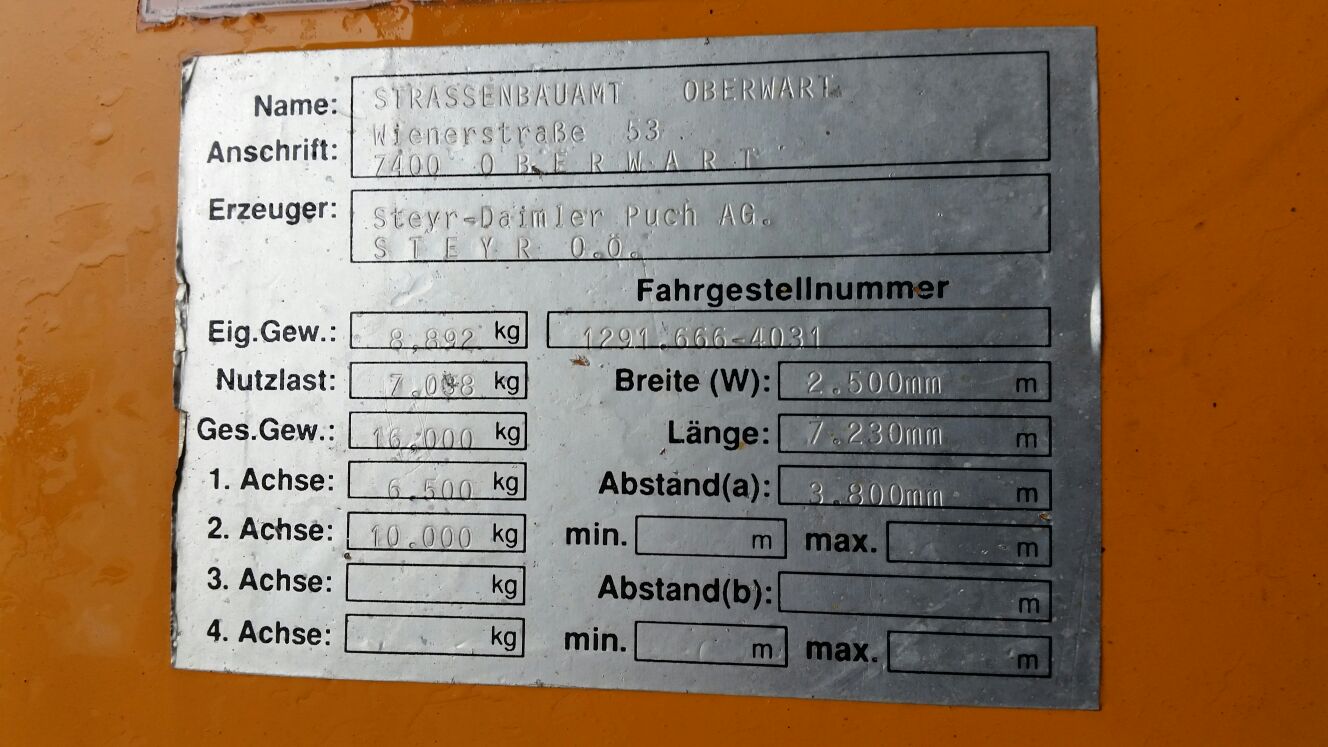 Name: STRASSENBAUAMT OBERWART
Anschrift: Wienerstraße 53
7400 O B E R W A R T
Erzeuger: Steyr-Daimler Puch AG.
S T E Y R O.Ö.
Fahrgestellnummer
Eig.Gew.: 8,892 kg 1291.666-4031
Nutzlast: kg Breite (W): 2.500mm m
Ges.Gew.: 16.000 kg Länge: 7.230mm m
1. Achse: 6.500 kg Abstand(a): 3.800mm m
2. Achse: 10.000 kg min. m max. m
3. Achse: kg Abstand(b): m
4. Achse: kg min. m max. m